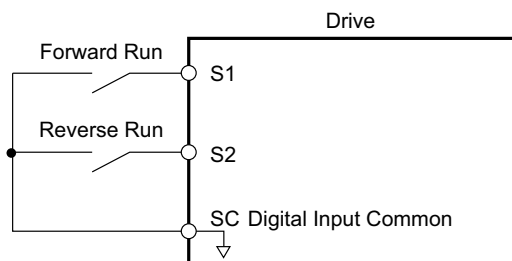 Drive
Forward Run
S1
Reverse Run
S2
SC Digital Input Common